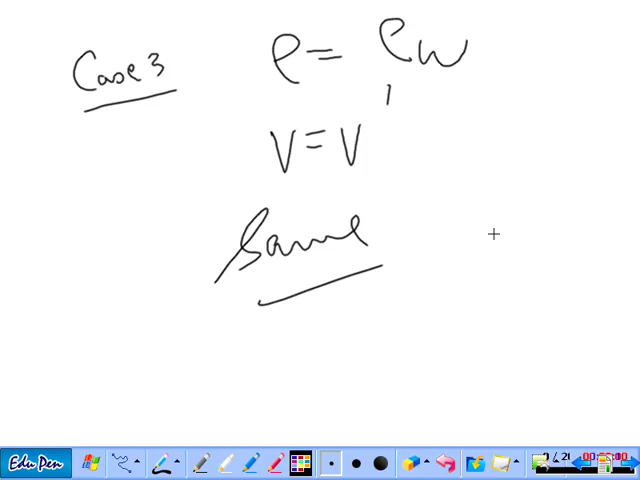 Case 3
ρ = ρw
V = V
Same
Edu Pen